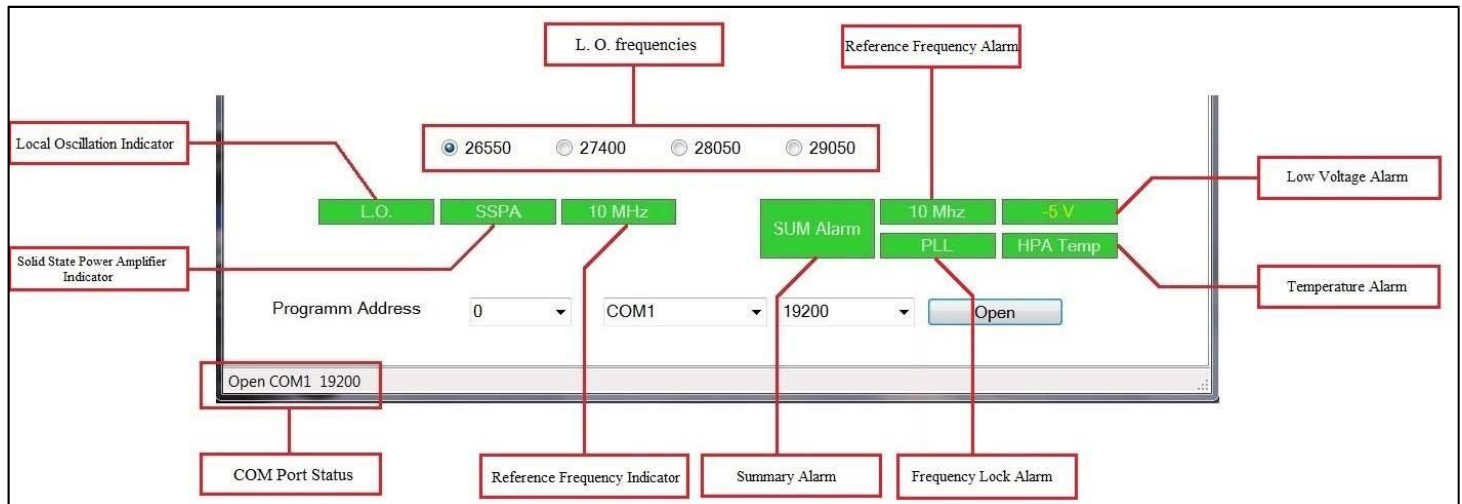 L. O. frequencies
Reference Frequency Alarm
Local Oscillation Indicator
26550 27400 28050 29050
Low Voltage Alarm
L.O. SSPA 10 MHz
SUM Alarm
10 Mhz -5 V
PLL HPA Temp
Solid State Power Amplifier
Indicator
Temperature Alarm
Programm Address 0 COM1 19200 Open
Open COM1 19200
COM Port Status
Reference Frequency Indicator
Summary Alarm
Frequency Lock Alarm